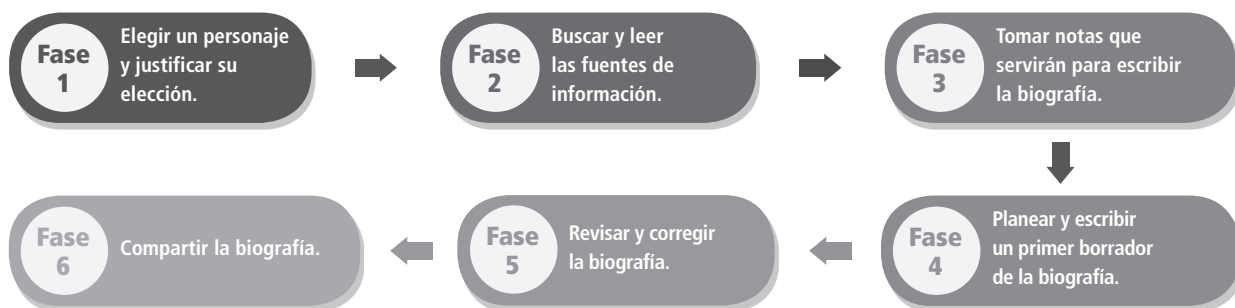 Fase
1
Elegir un personaje
y justificar su
elección.
Fase
2
Buscar y leer
las fuentes de
información.
Fase
3
Tomar notas que
servirán para escribir
la biografía.
Fase
4
Planear y escribir
un primer borrador
de la biografía.
Fase
5
Revisar y corregir
la biografía.
Fase
6
Compartir la biografía.